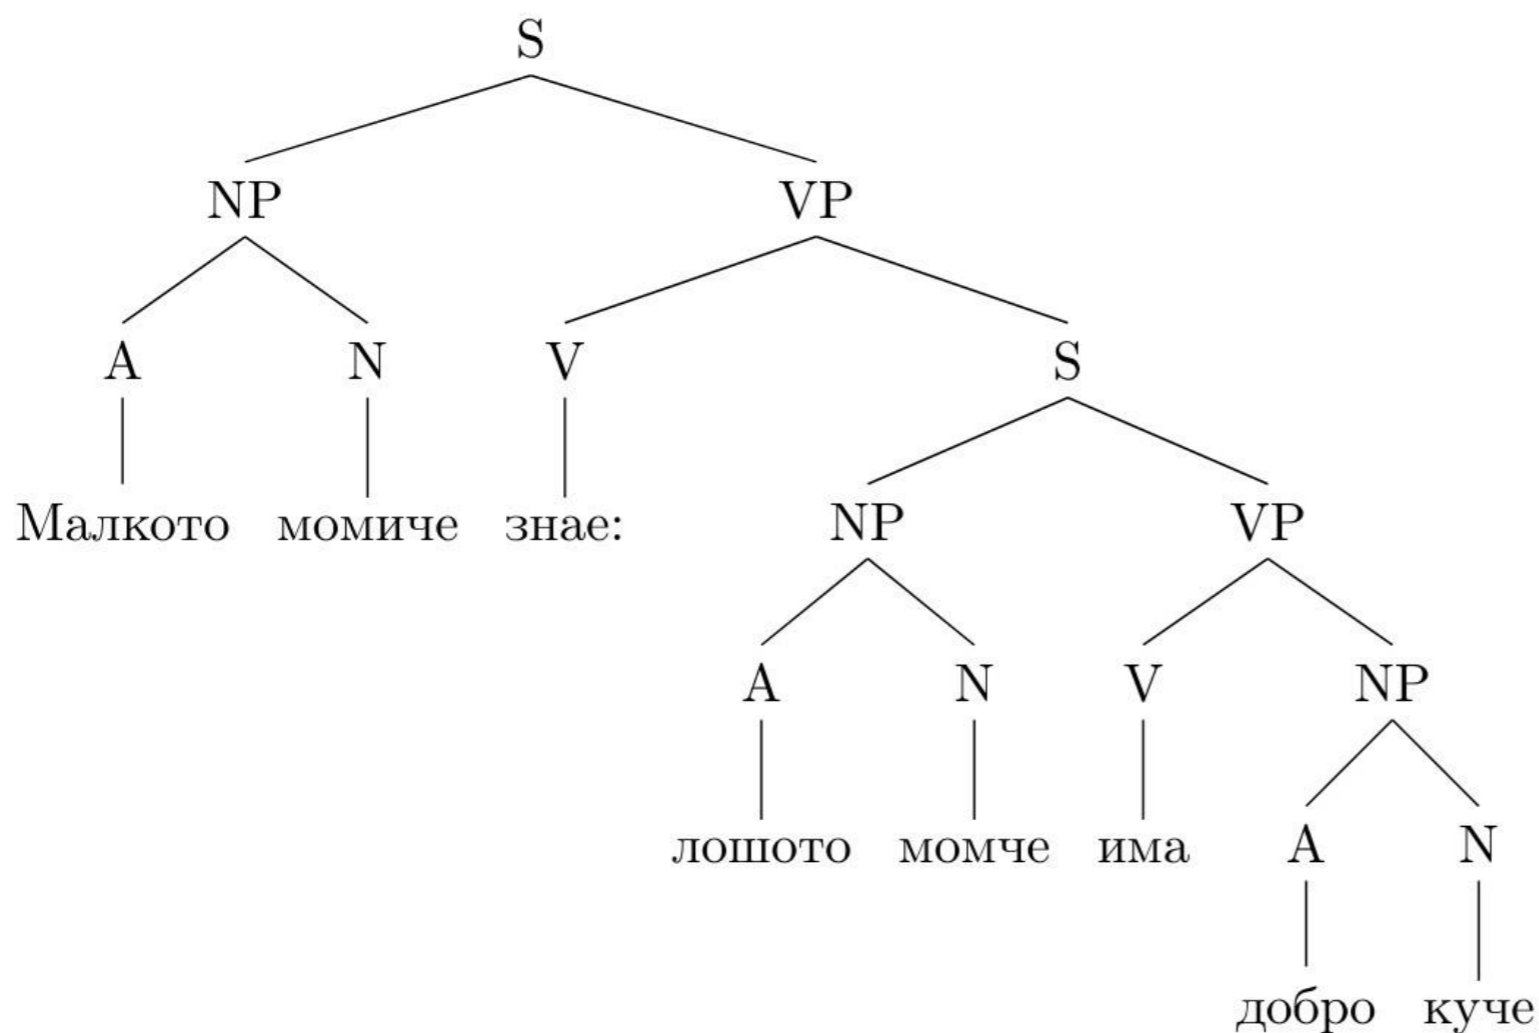 S
NP VP
A N V S
Малкото момиче знае: NP VP
A N V NP
лошото момче има A N
добро куче